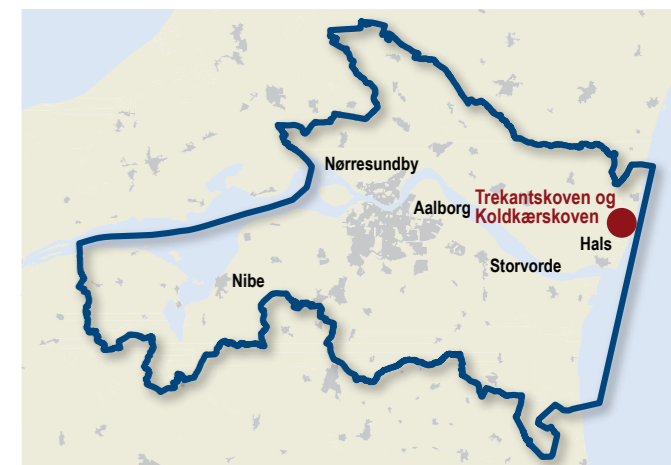 Nørresundby
Trekantskoven og
Koldkærskoven
Aalborg
Hals
Storvorde
Nibe